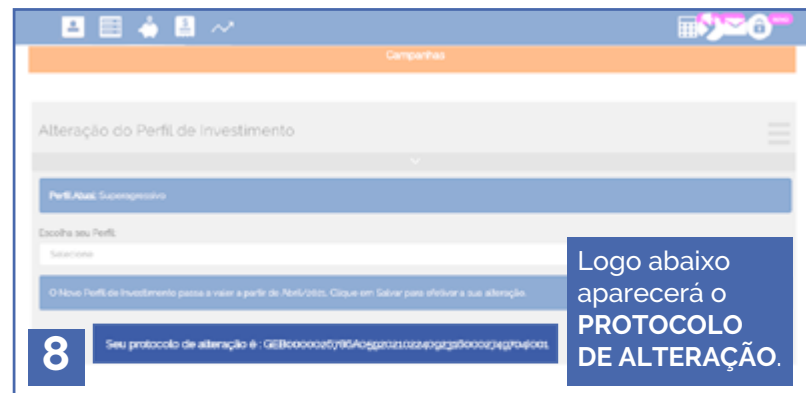 Campanhas
Alteração do Perfil de Investimento
Perfil Atual: Superagressivo
Escolha seu Perfil:
Selecione
O Novo Perfil de Investimento passa a valer a partir de Abril/2021. Clique em Salvar para efetivar a sua alteração.
Logo abaixo
aparecerá o
PROTOCOLO
DE ALTERAÇÃO.
8
Seu protocolo de alteração é :